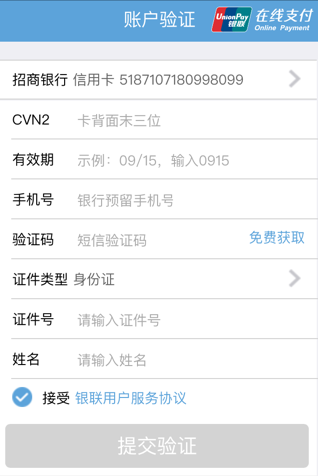 账户验证
UnionPay 银联
在线支付
Online Payment
招商银行 信用卡 5187107180998099
CVN2 卡背面末三位
有效期 示例：09/15，输入0915
手机号 银行预留手机号
验证码 短信验证码 免费获取
证件类型 身份证
证件号 请输入证件号
姓名 请输入姓名
接受 银联用户服务协议
提交验证